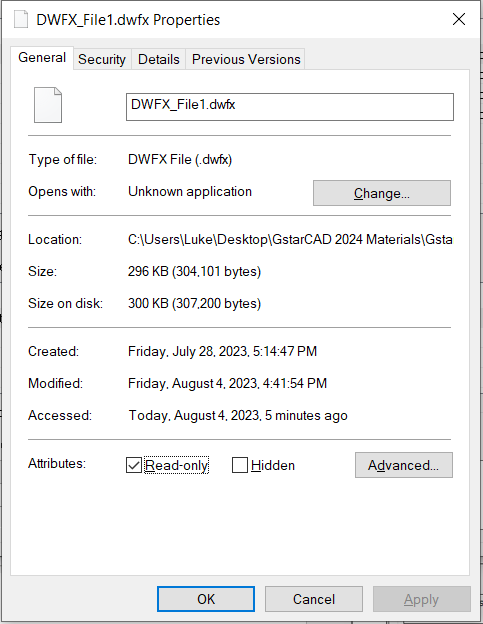 DWFX_File1.dwfx Properties
General Security Details Previous Versions
DWFX_File1.dwfx
Type of file: DWFX File (.dwfx)
Opens with: Unknown application Change...
Location: C:\Users\Luke\Desktop\GstarCAD 2024 Materials\Gsta
Size: 296 KB (304,101 bytes)
Size on disk: 300 KB (307,200 bytes)
Created: Friday, July 28, 2023, 5:14:47 PM
Modified: Friday, August 4, 2023, 4:41:54 PM
Accessed: Today, August 4, 2023, 5 minutes ago
Attributes: Read-only Hidden Advanced...
OK Cancel Apply